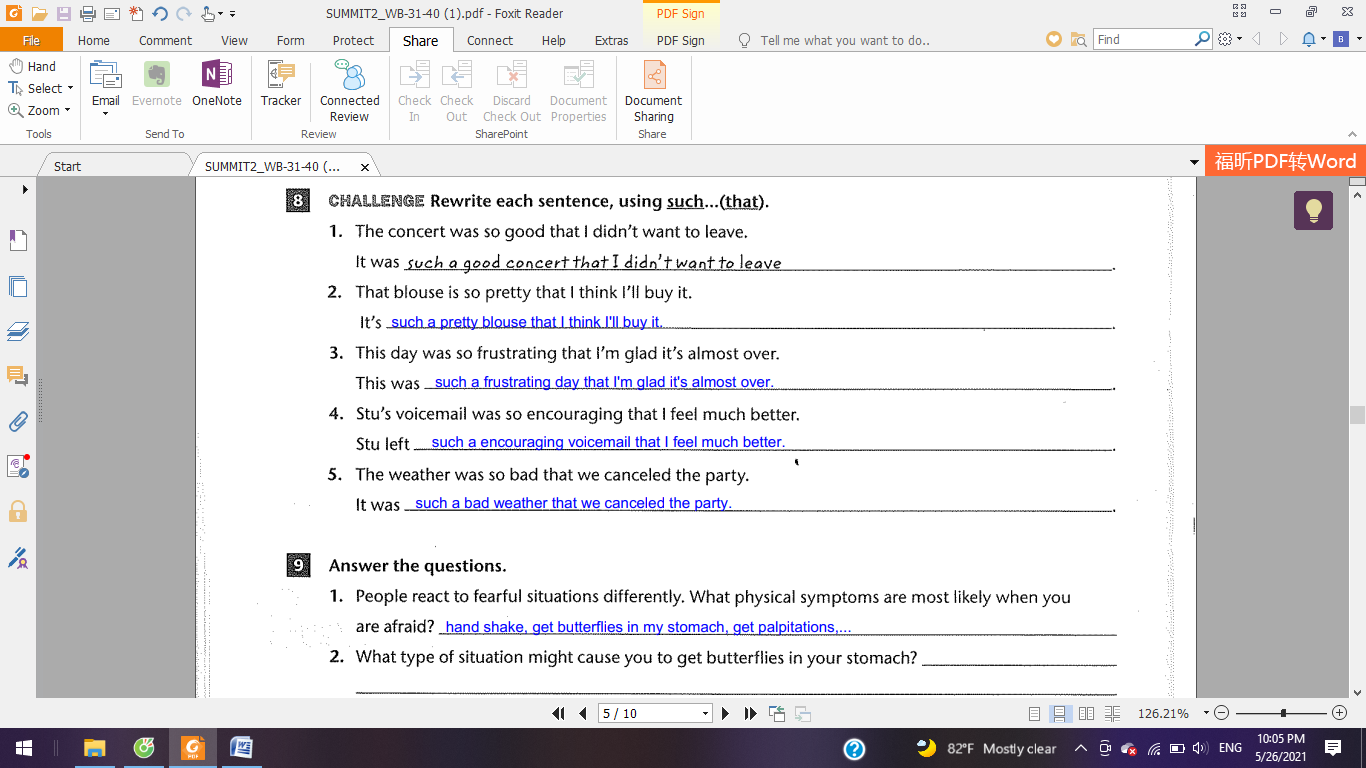 SUMMIT2_WB-31-40 (1).pdf - Foxit Reader
PDF Sign
File Home Comment View Form Protect Share Connect Help Extras PDF Sign Tell me what you want to do.. Find B
Hand
Select
Zoom
Tools
Email
Evernote
OneNote
Send To
Tracker
Connected
Review
Review
Check
In
Check
Out
Discard
Check Out
Document
Properties
SharePoint
Document
Sharing
Share
Start
SUMMIT2_WB-31-40 (...
福昕PDF转Word
8 CHALLENGE Rewrite each sentence, using such...(that).
1. The concert was so good that I didn't want to leave.
It was such a good concert that I didn't want to leave.
2. That blouse is so pretty that I think I'll buy it.
It's such a pretty blouse that I think I'll buy it. .
3. This day was so frustrating that I'm glad it's almost over.
This was such a frustrating day that I'm glad it's almost over. .
4. Stu's voicemail was so encouraging that I feel much better.
Stu left such a encouraging voicemail that I feel much better. .
5. The weather was so bad that we canceled the party.
It was such a bad weather that we canceled the party. .
9 Answer the questions.
1. People react to fearful situations differently. What physical symptoms are most likely when you
are afraid? hand shake, get butterflies in my stomach, get palpitations,...
2. What type of situation might cause you to get butterflies in your stomach?
5 / 10
126.21%
82°F Mostly clear
ENG
10:05 PM
5/26/2021